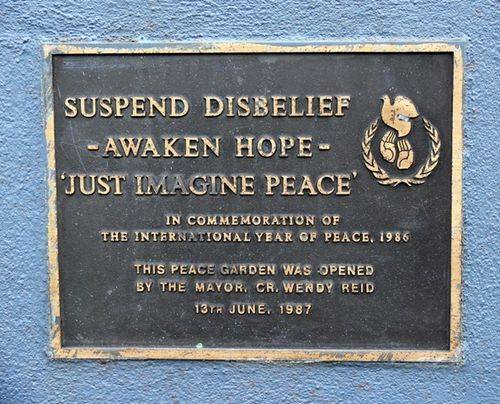 SUSPEND DISBELIEF
- AWAKEN HOPE -
'JUST IMAGINE PEACE'
IN COMMEMORATION OF
THE INTERNATIONAL YEAR OF PEACE, 1986
THIS PEACE GARDEN WAS OPENED
BY THE MAYOR, CR. WENDY REID
13TH JUNE, 1987